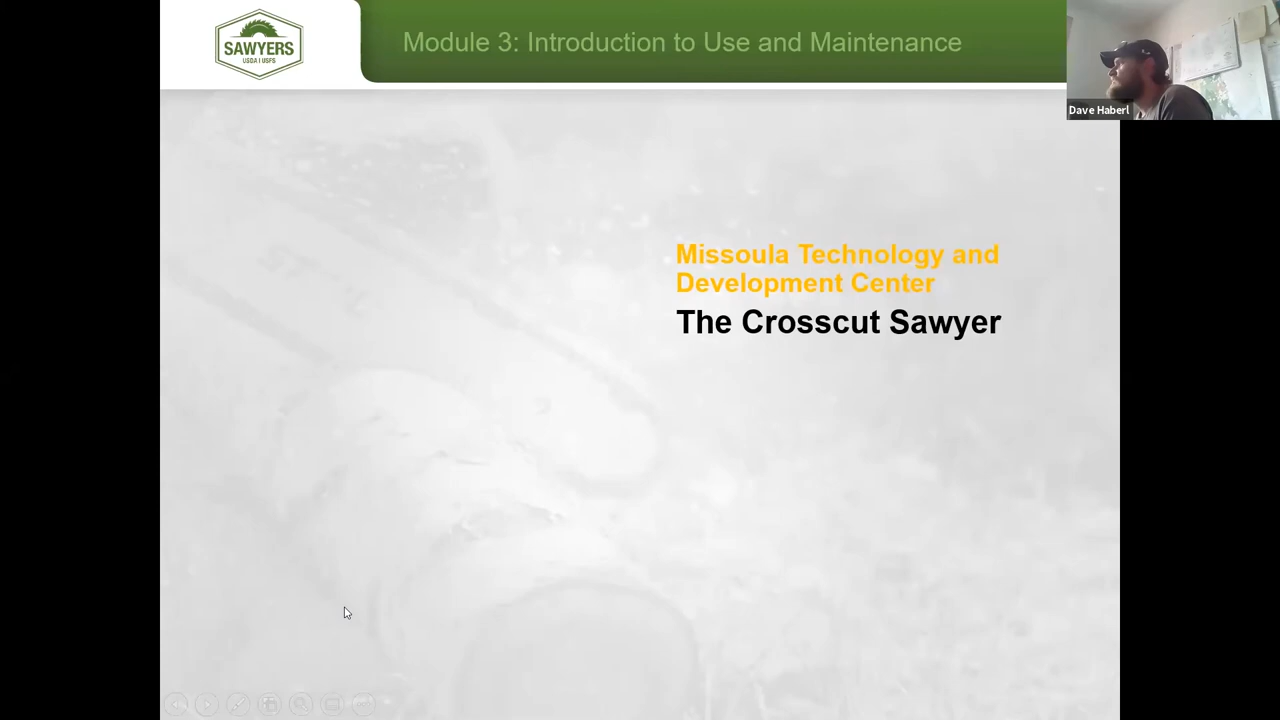 SAWYERS
USDA | USFS
Module 3: Introduction to Use and Maintenance
Dave Haberl
Missoula Technology and
Development Center
The Crosscut Sawyer